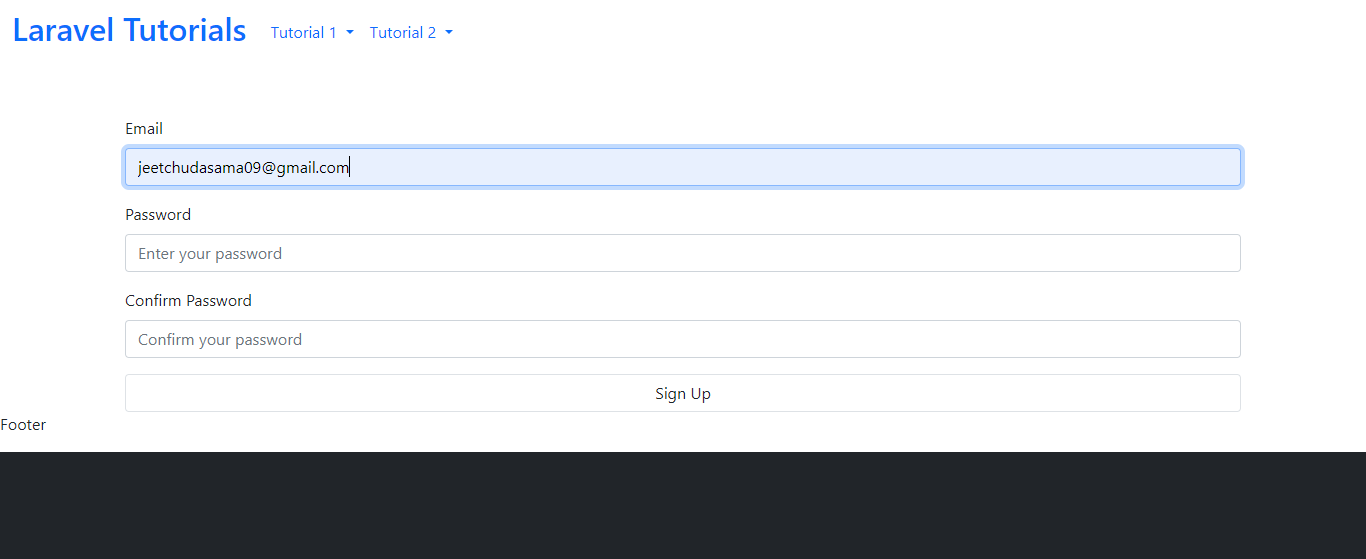 Laravel Tutorials Tutorial 1 Tutorial 2
Email
jeetchudasama09@gmail.com
Password
Enter your password
Confirm Password
Confirm your password
Sign Up
Footer